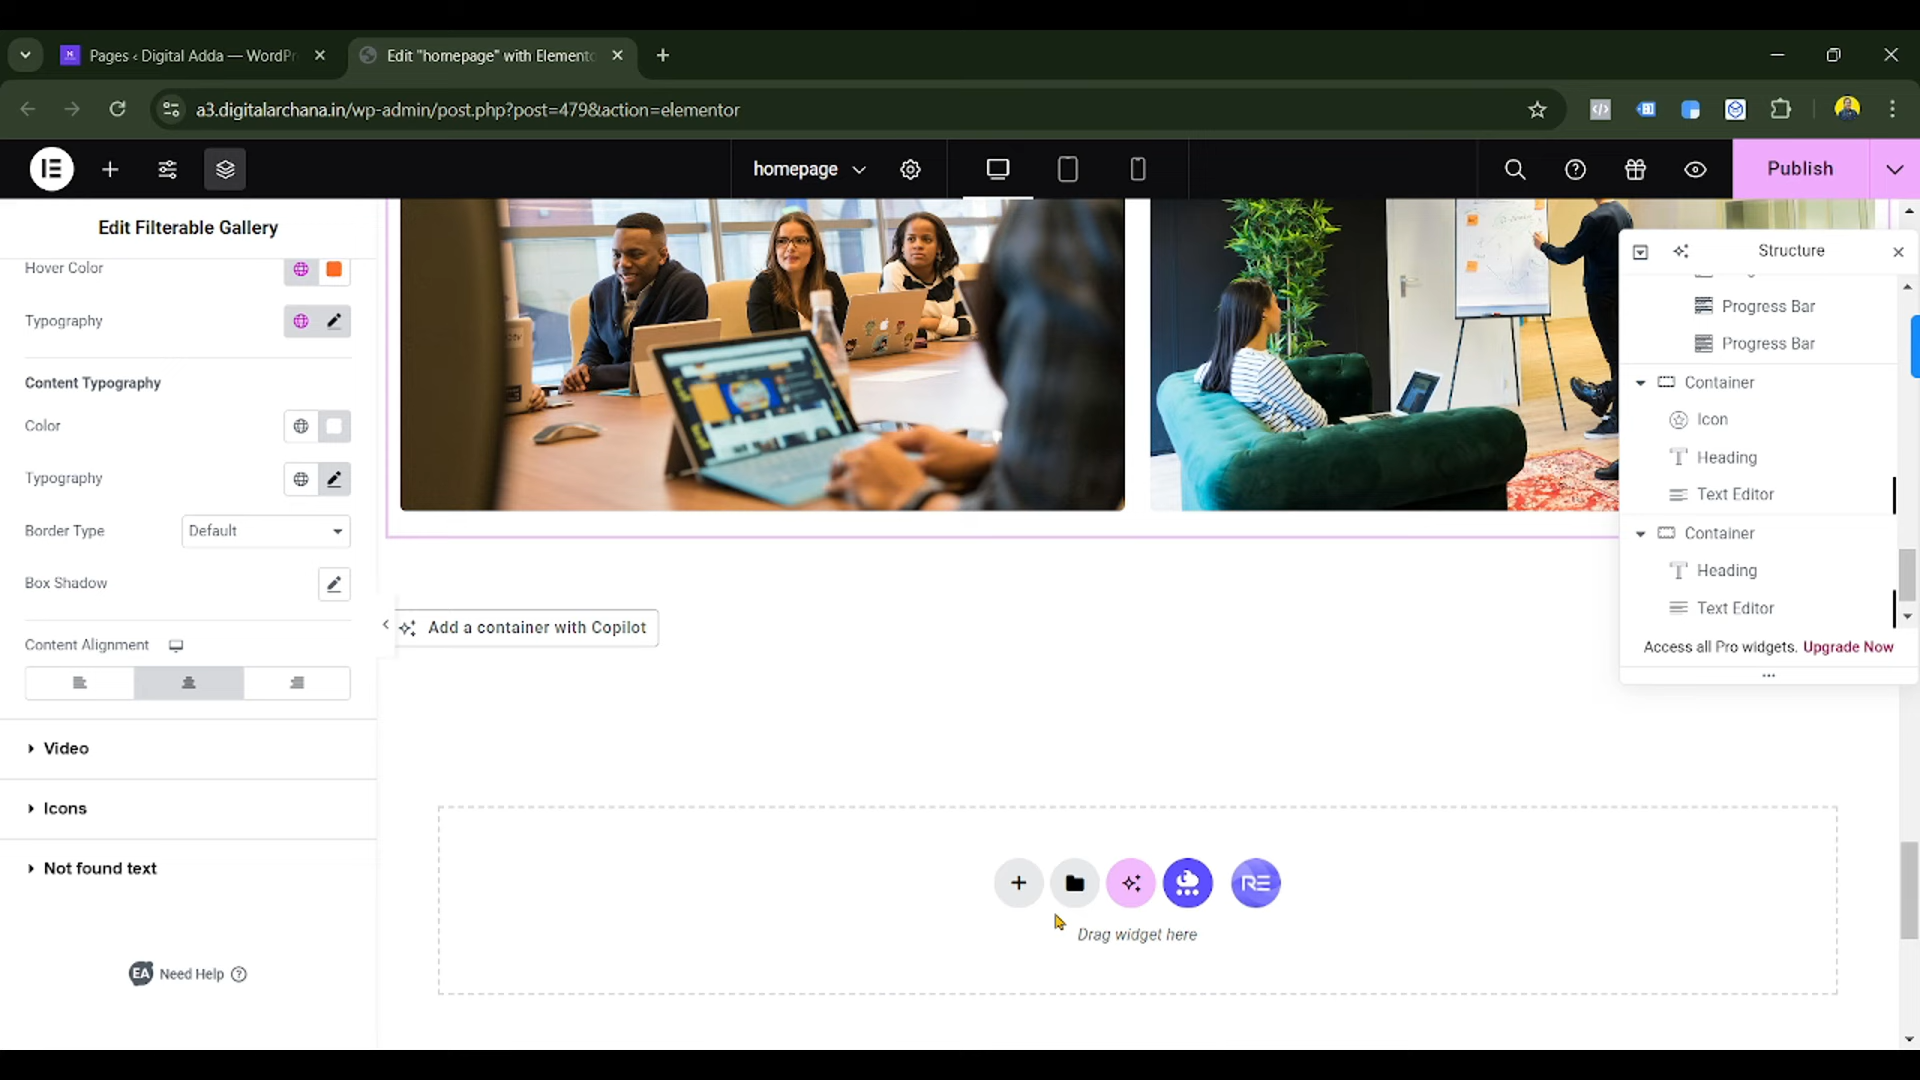 Pages ‹ Digital Adda — WordPr
Edit "homepage" with Elemento
a3.digitalarchana.in/wp-admin/post.php?post=479&action=elementor
homepage
Publish
Edit Filterable Gallery
Hover Color
Typography
Content Typography
Color
Typography
Border Type
Default
Box Shadow
Content Alignment
Video
Icons
Not found text
EA Need Help
Add a container with Copilot
RE
Drag widget here
Structure
Progress Bar
Progress Bar
Container
Icon
Heading
Text Editor
Container
Heading
Text Editor
Access all Pro widgets. Upgrade Now